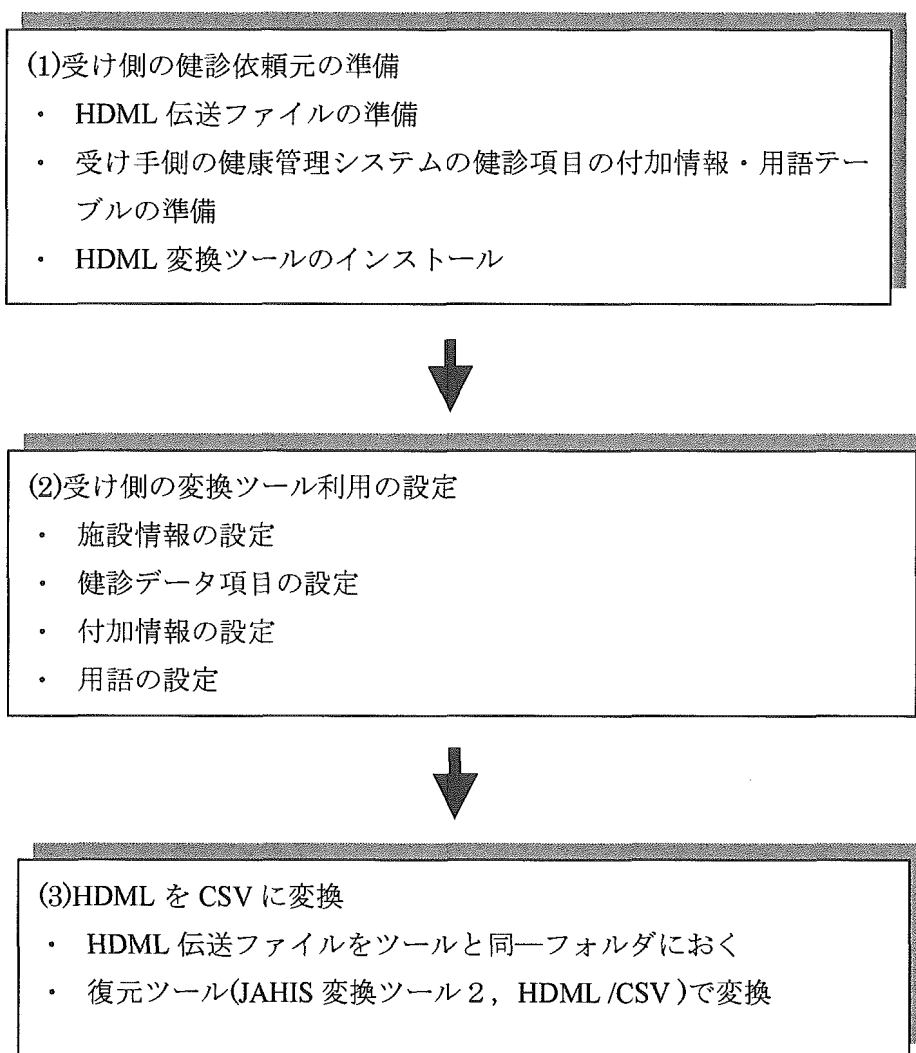 (1)受け側の健診依頼元の準備
・ HDML 伝送ファイルの準備
・ 受け手側の健康管理システムの健診項目の付加情報・用語テー
ブルの準備
・ HDML 変換ツールのインストール
(2)受け側の変換ツール利用の設定
・ 施設情報の設定
・ 健診データ項目の設定
・ 付加情報の設定
・ 用語の設定
(3)HDML を CSV に変換
・ HDML 伝送ファイルをツールと同一フォルダにおく
・ 復元ツール(JAHIS 変換ツール２，HDML /CSV )で変換